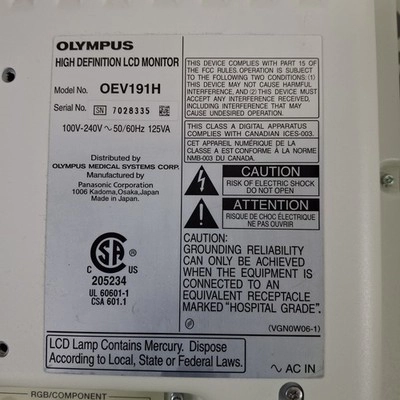 OLYMPUS
HIGH DEFINITION LCD MONITOR
Model No. OEV191H
Serial No. SN 7028335
100V-240V ~ 50/60Hz 125VA
Distributed by
OLYMPUS MEDICAL SYSTEMS CORP.
Manufactured by
Panasonic Corporation
1006 Kadoma,Osaka,Japan
Made in Japan.
C US
205234
UL 60601-1
CSA 601.1
THIS DEVICE COMPLIES WITH PART 15 OF
THE FCC RULES.OPERATION IS SUBJECT
TO THE FOLLOWING TWO CONDITIONS:(1)
THIS DEVICE MAY NOT CAUSE HARMFUL
INTERFERENCE, AND (2) THIS DEVICE MUST
ACCEPT ANY INTERFERENCE RECEIVED,
INCLUDING INTERFERENCE THAT MAY
CAUSE UNDESIRED OPERATION.
THIS CLASS A DIGITAL APPARATUS
COMPLIES WITH CANADIAN ICES-003.
CET APPAREIL NUMÉRIQUE DE LA
CLASSE A EST CONFORME À LA NORME
NMB-003 DU CANADA.
CAUTION
RISK OF ELECTRIC SHOCK
DO NOT OPEN
ATTENTION
RISQUE DE CHOC ÉLECTRIQUE
NE PAS OUVRIR
CAUTION:
GROUNDING RELIABILITY
CAN ONLY BE ACHIEVED
WHEN THE EQUIPMENT IS
CONNECTED TO AN
EQUIVALENT RECEPTACLE
MARKED "HOSPITAL GRADE".
(VGN0W06-1)
LCD Lamp Contains Mercury. Dispose
According to Local, State or Federal Laws.
~ AC IN
RGB/COMPONENT